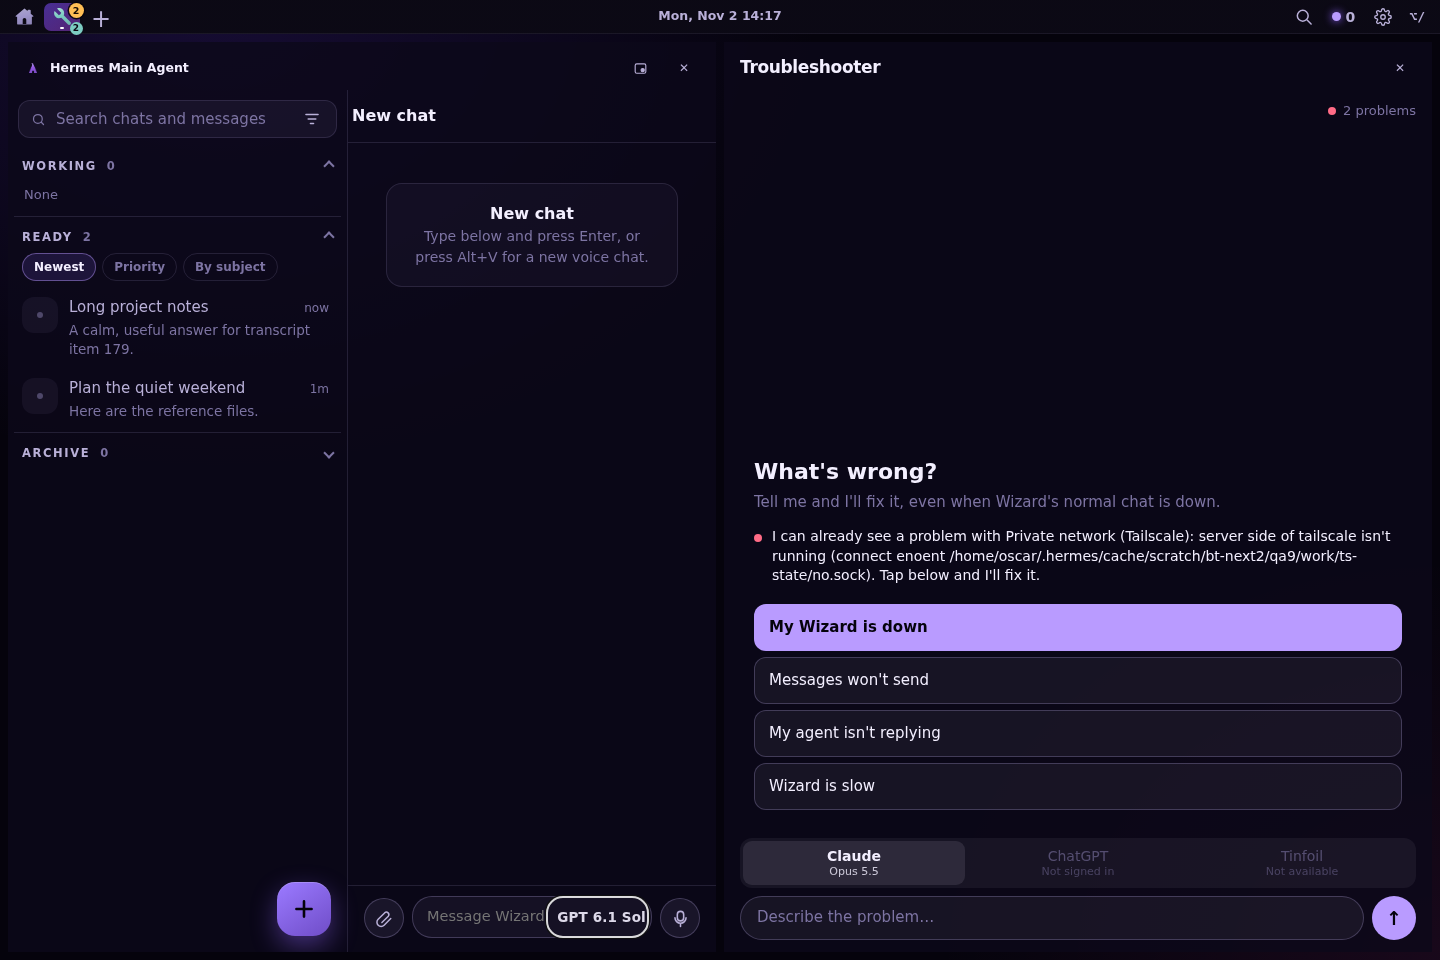 2
2
Mon, Nov 2 14:17
0
⌥/
Hermes Main Agent
Search chats and messages
WORKING 0
None
READY 2
Newest
Priority
By subject
Long project notes
now
A calm, useful answer for transcript
item 179.
Plan the quiet weekend
1m
Here are the reference files.
ARCHIVE 0
New chat
New chat
Type below and press Enter, or
press Alt+V for a new voice chat.
Message Wizard
GPT 6.1 Sol
Troubleshooter
2 problems
What's wrong?
Tell me and I'll fix it, even when Wizard's normal chat is down.
I can already see a problem with Private network (Tailscale): server side of tailscale isn't
running (connect enoent /home/oscar/.hermes/cache/scratch/bt-next2/qa9/work/ts-
state/no.sock). Tap below and I'll fix it.
My Wizard is down
Messages won't send
My agent isn't replying
Wizard is slow
Claude
Opus 5.5
ChatGPT
Not signed in
Tinfoil
Not available
Describe the problem...